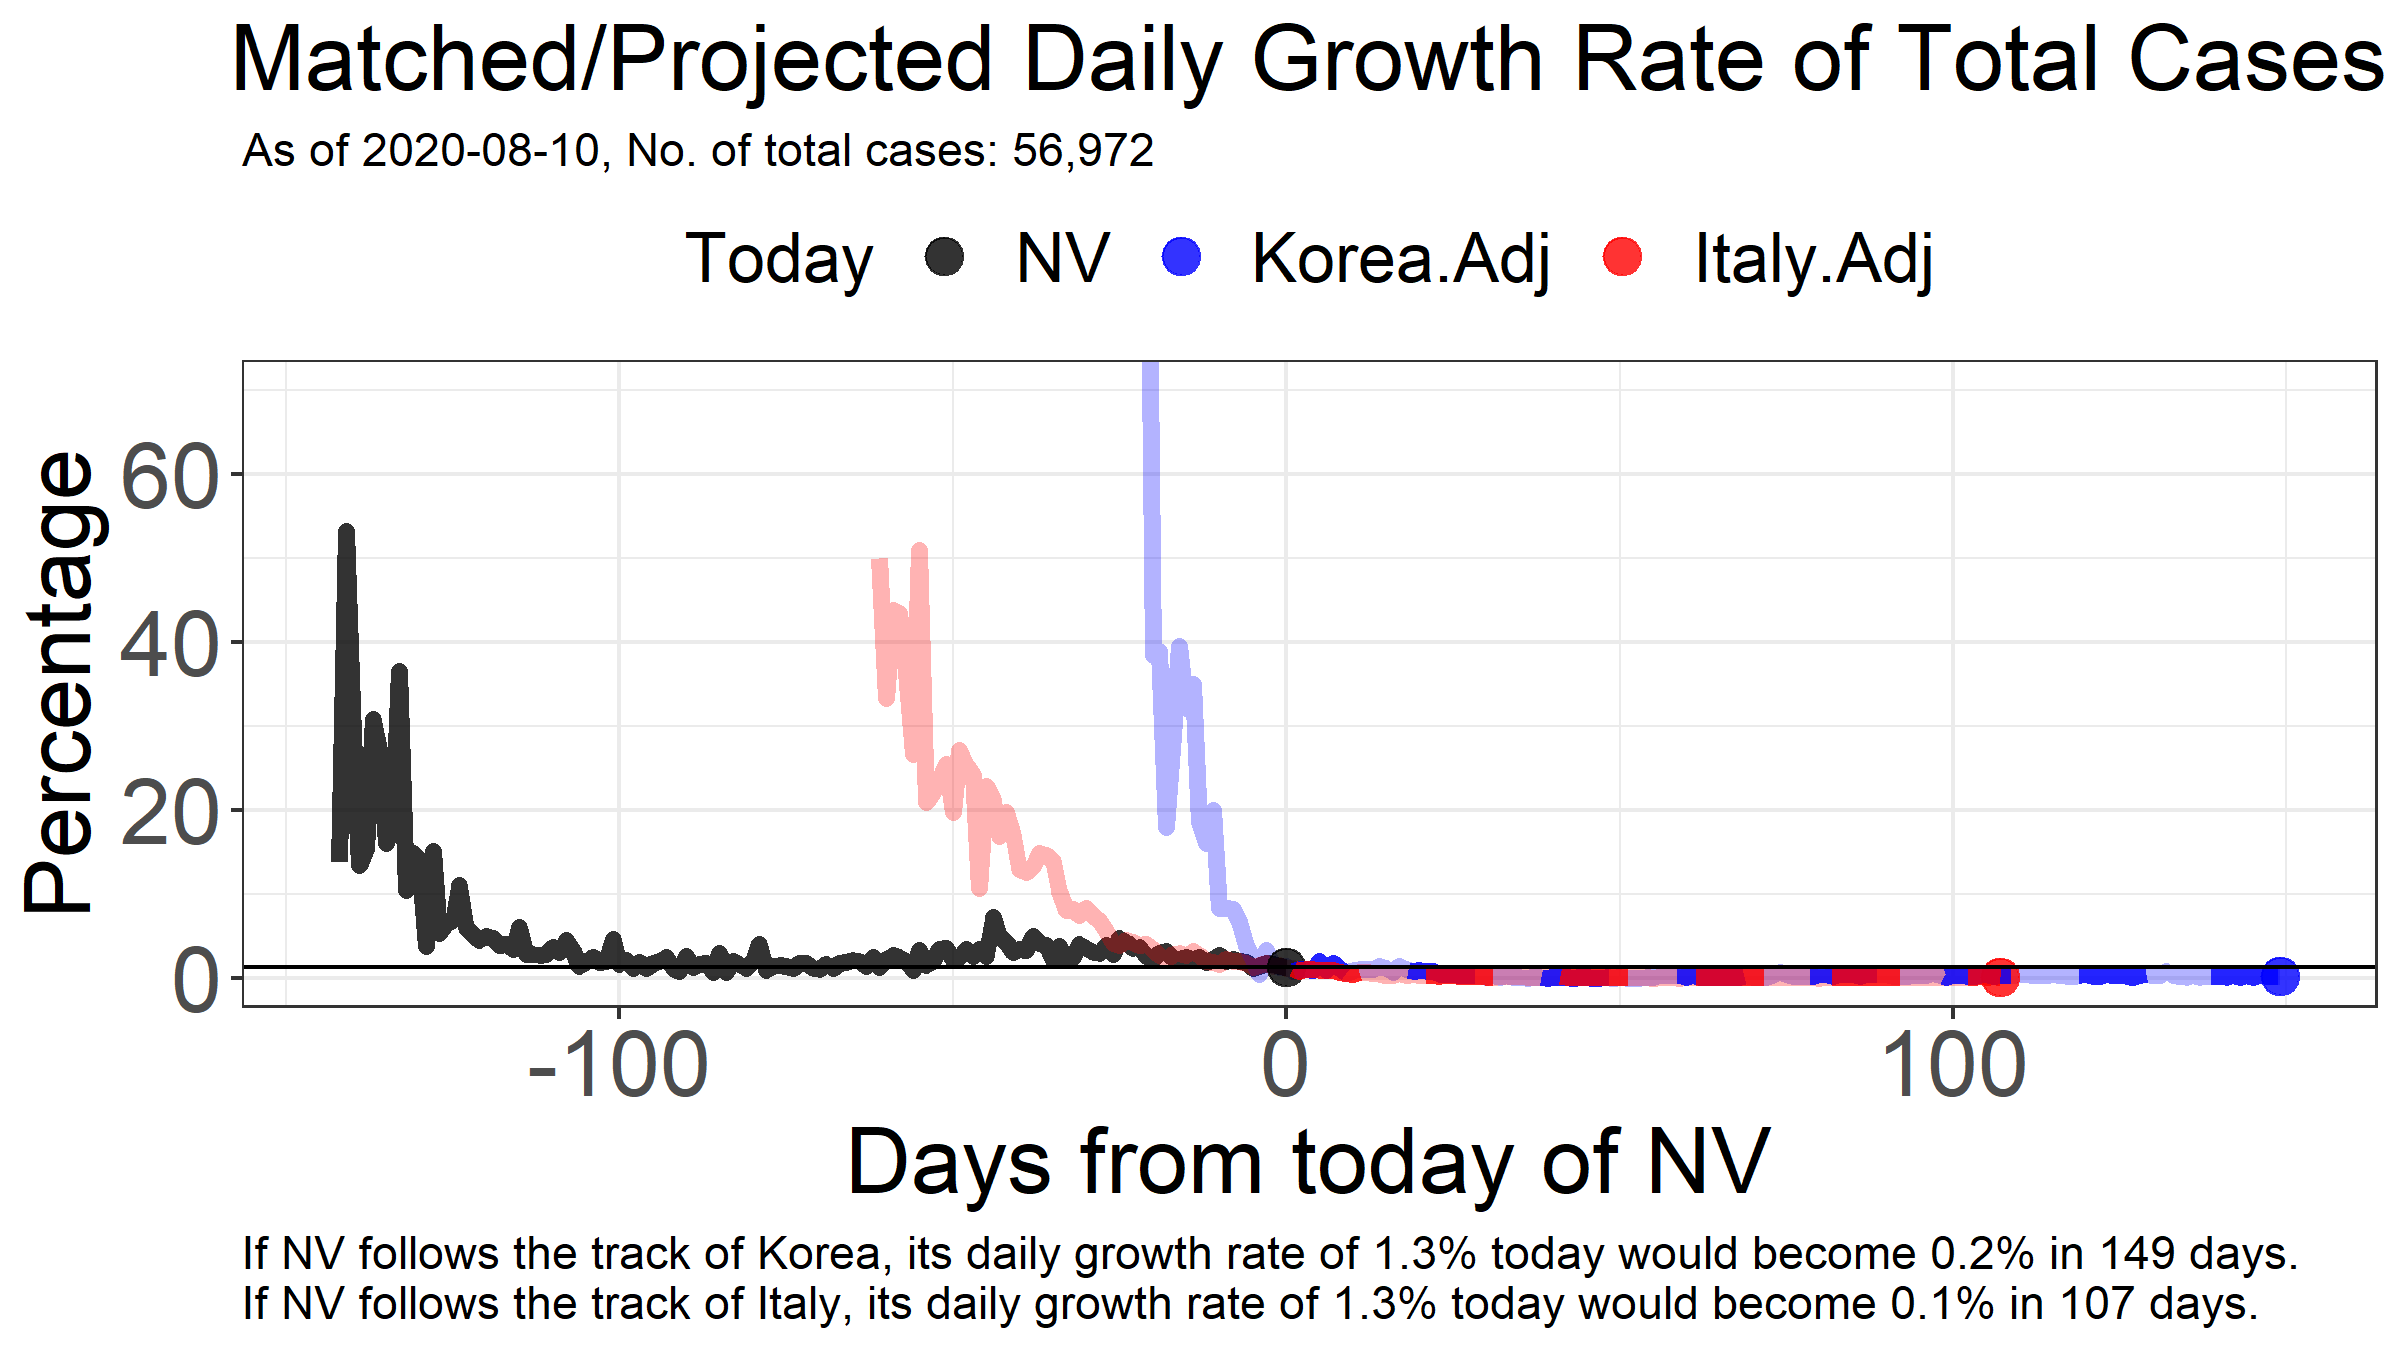 Matched/Projected Daily Growth Rate of Total Cases
As of 2020-08-10, No. of total cases: 56,972
Today NV Korea.Adj Italy.Adj
Percentage
60
40
20
0
-100 0 100
Days from today of NV
If NV follows the track of Korea, its daily growth rate of 1.3% today would become 0.2% in 149 days.
If NV follows the track of Italy, its daily growth rate of 1.3% today would become 0.1% in 107 days.